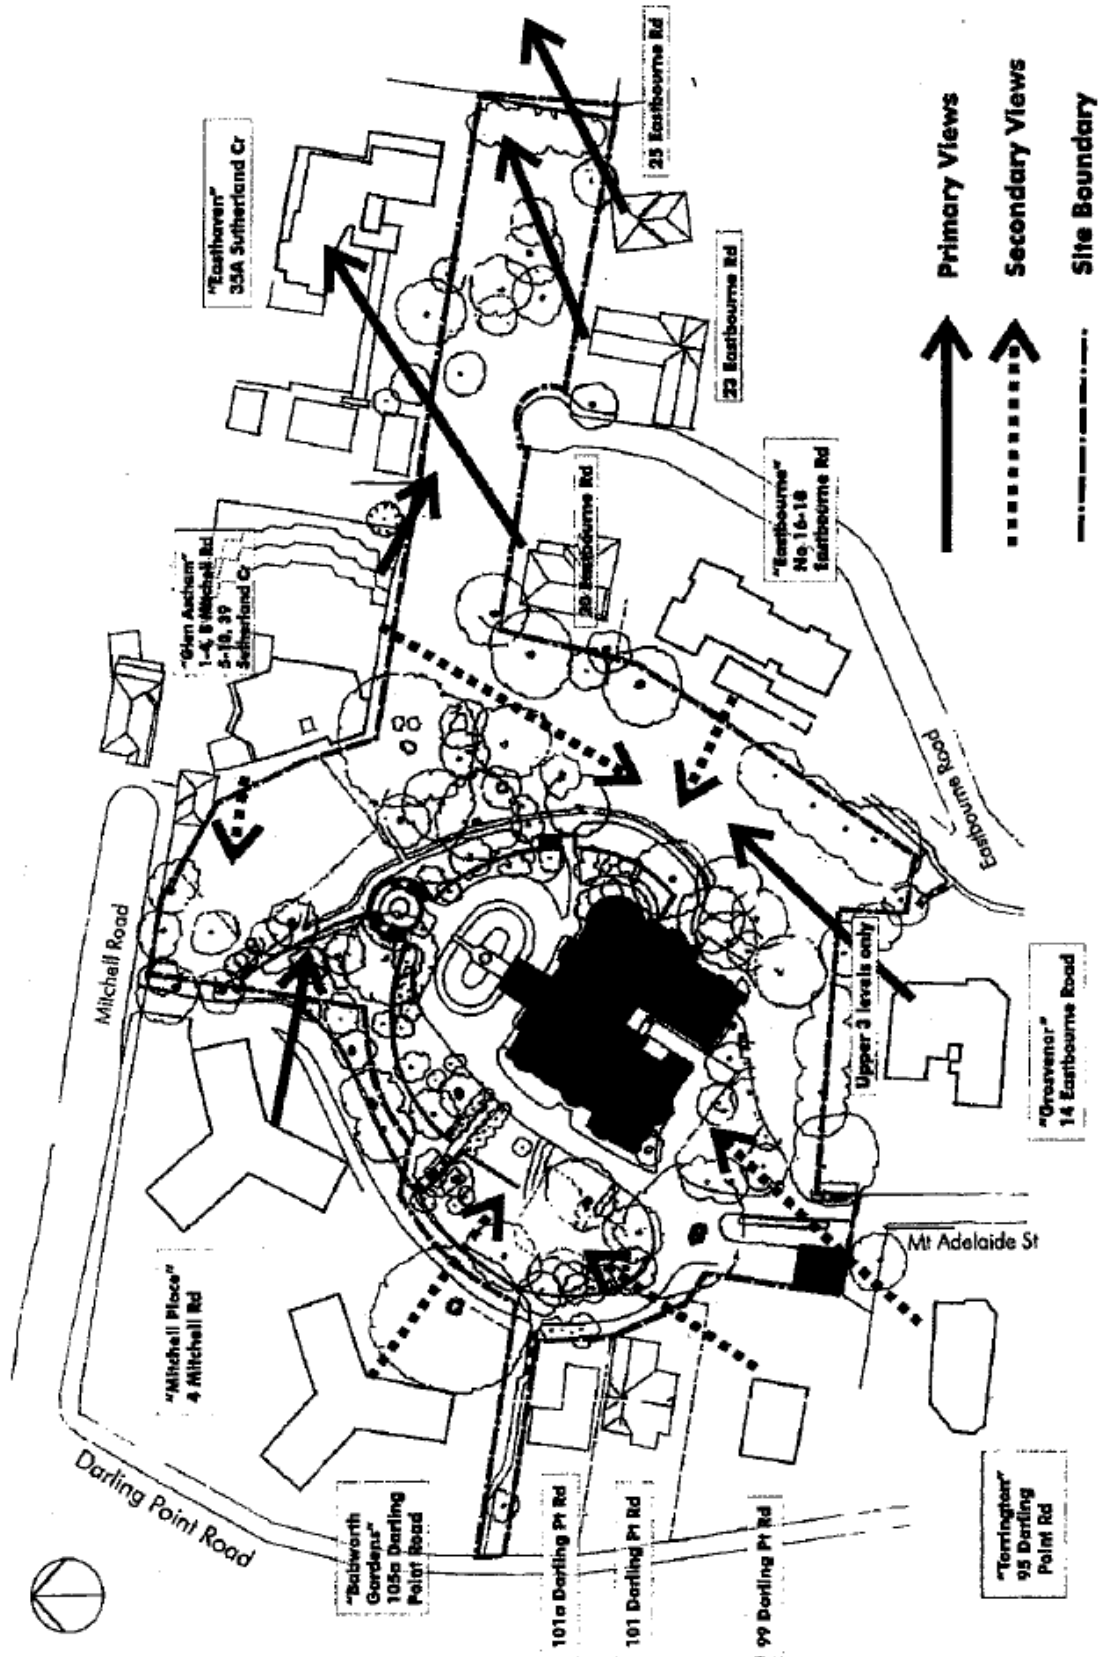 25 Eastbourne Rd
"Easthaven"
35A Sutherland Cr
23 Eastbourne Rd
Primary Views
Secondary Views
Site Boundary
20 Eastbourne Rd
"Eastbourne"
No 16-18
Eastbourne Rd
"Glen Ascham"
1-4, 8 Mitchell Rd
5-10, 39
Sutherland Cr
Mitchell Road
Eastbourne Road
Upper 3 levels only
"Grosvenor"
14 Eastbourne Road
Mt Adelaide St
"Mitchell Place"
4 Mitchell Rd
Darling Point Road
"Babworth
Gardens"
105a Darling
Point Road
101a Darling Pt Rd
101 Darling Pt Rd
99 Darling Pt Rd
"Torrington"
95 Darling
Point Rd